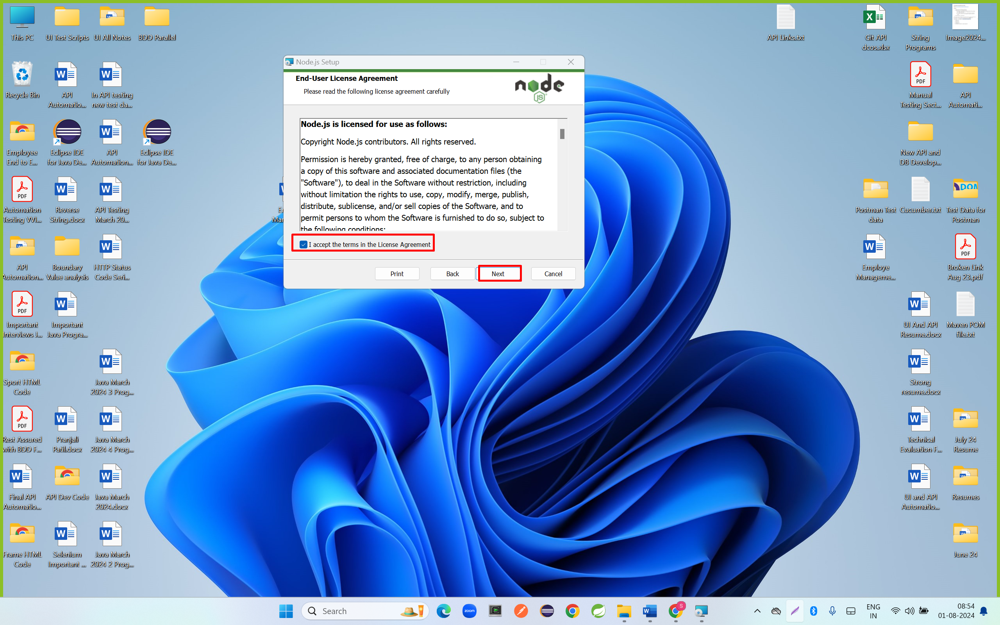 This PC
UI Test Scripts
UI All Notes
BDD Parallel
API Links.txt
Git API
dcos.xlsx
String
Programs
Image2024...
Recycle Bin
API
Automatio...
In API testing
new test da...
Manual
Testing Sect...
API
Automati...
Employee
End to E...
Eclipse IDE
for Java De...
API
Automation...
Eclipse IDE
for Java De...
New API and
DB Develop...
Automation
Testing VVI...
Reverse
String.docx
API Testing
March 20...
Postman Test
data
Cucumber.txt
Test Data for
Postman
API
Automation...
Boundary
Value analysis
HTTP Status
Code Seri...
Employe
Manageme...
Broken Link
Aug 23.pdf
Important
Interviews J...
Important
Java Progra...
UI And API
Resume.docx
Maven POM
file.txt
Sport HTML
Code
Java March
2024 3 Prog...
Strong
resume.docx
Rest Assured
with BDD F...
Pranjali
Patil.docx
Java March
2024 4 Prog...
Technical
Evaluation F...
July 24
Resume
Final API
Automatio...
API Dev Code
Java March
2024.docx
UI and API
Automatio...
Resumes
Frame HTML
Code
Selenium
Important ...
Java March
2024 2 Prog...
June 24
Node.js Setup
End-User License Agreement
Please read the following license agreement carefully
node
JS
Node.js is licensed for use as follows:
Copyright Node.js contributors. All rights reserved.
Permission is hereby granted, free of charge, to any person obtaining
a copy of this software and associated documentation files (the
"Software"), to deal in the Software without restriction, including
without limitation the rights to use, copy, modify, merge, publish,
distribute, sublicense, and/or sell copies of the Software, and to
permit persons to whom the Software is furnished to do so, subject to
the following conditions:
I accept the terms in the License Agreement
Print
Back
Next
Cancel
Search
zoom
S
ENG
IN
08:54
01-08-2024